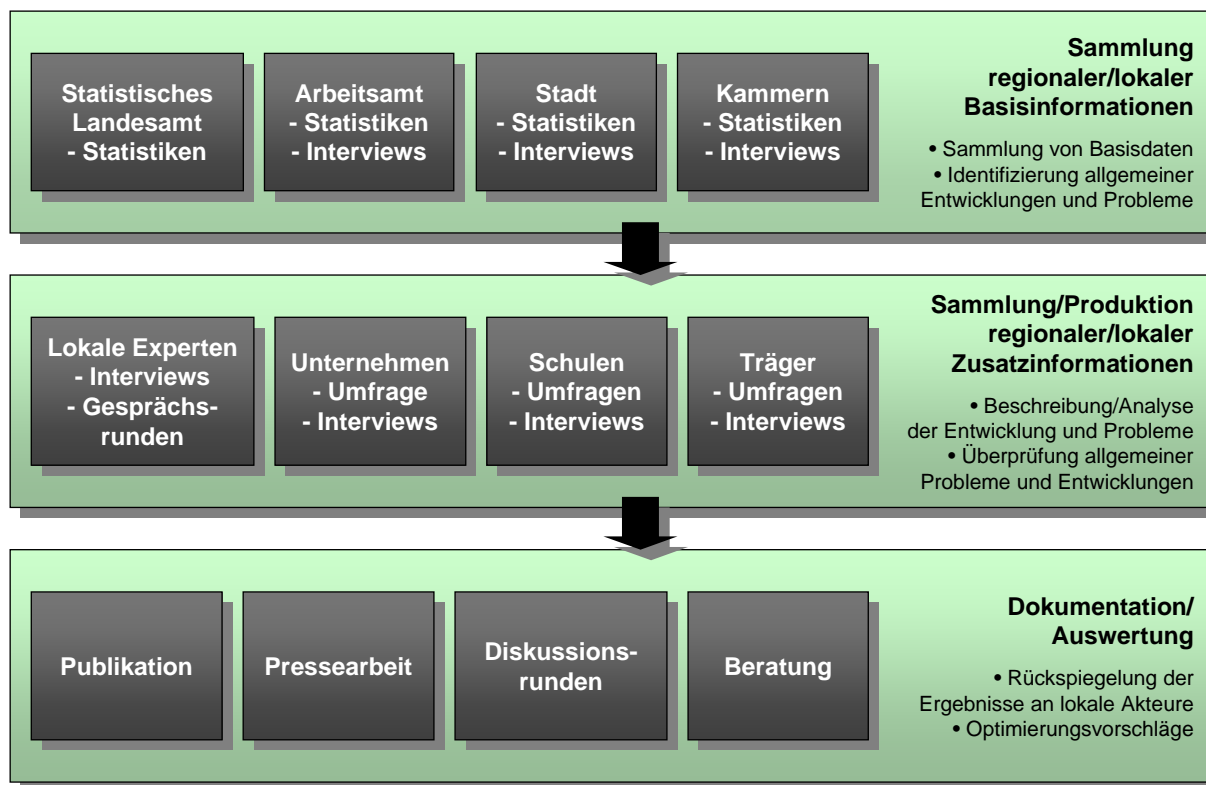 Statistisches
Landesamt
- Statistiken
Arbeitsamt
- Statistiken
- Interviews
Stadt
- Statistiken
- Interviews
Kammern
- Statistiken
- Interviews
Sammlung
regionaler/lokaler
Basisinformationen
• Sammlung von Basisdaten
• Identifizierung allgemeiner
Entwicklungen und Probleme
Lokale Experten
- Interviews
- Gesprächs-
runden
Unternehmen
- Umfrage
- Interviews
Schulen
- Umfragen
- Interviews
Träger
- Umfragen
- Interviews
Sammlung/Produktion
regionaler/lokaler
Zusatzinformationen
• Beschreibung/Analyse
der Entwicklung und Probleme
• Überprüfung allgemeiner
Probleme und Entwicklungen
Publikation
Pressearbeit
Diskussions-
runden
Beratung
Dokumentation/
Auswertung
• Rückspiegelung der
Ergebnisse an lokale Akteure
• Optimierungsvorschläge